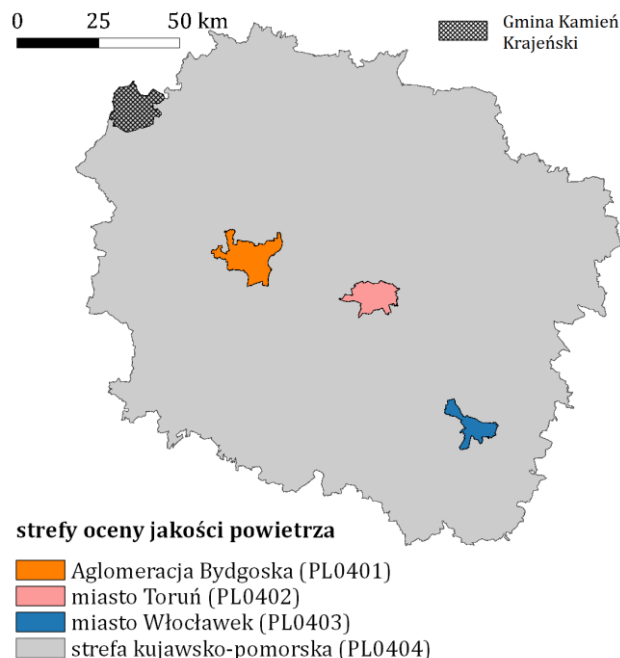 0 25 50 km
Gmina Kamień
Krajeński
strefy oceny jakości powietrza
Aglomeracja Bydgoska (PL0401)
miasto Toruń (PL0402)
miasto Włocławek (PL0403)
strefa kujawsko-pomorska (PL0404)